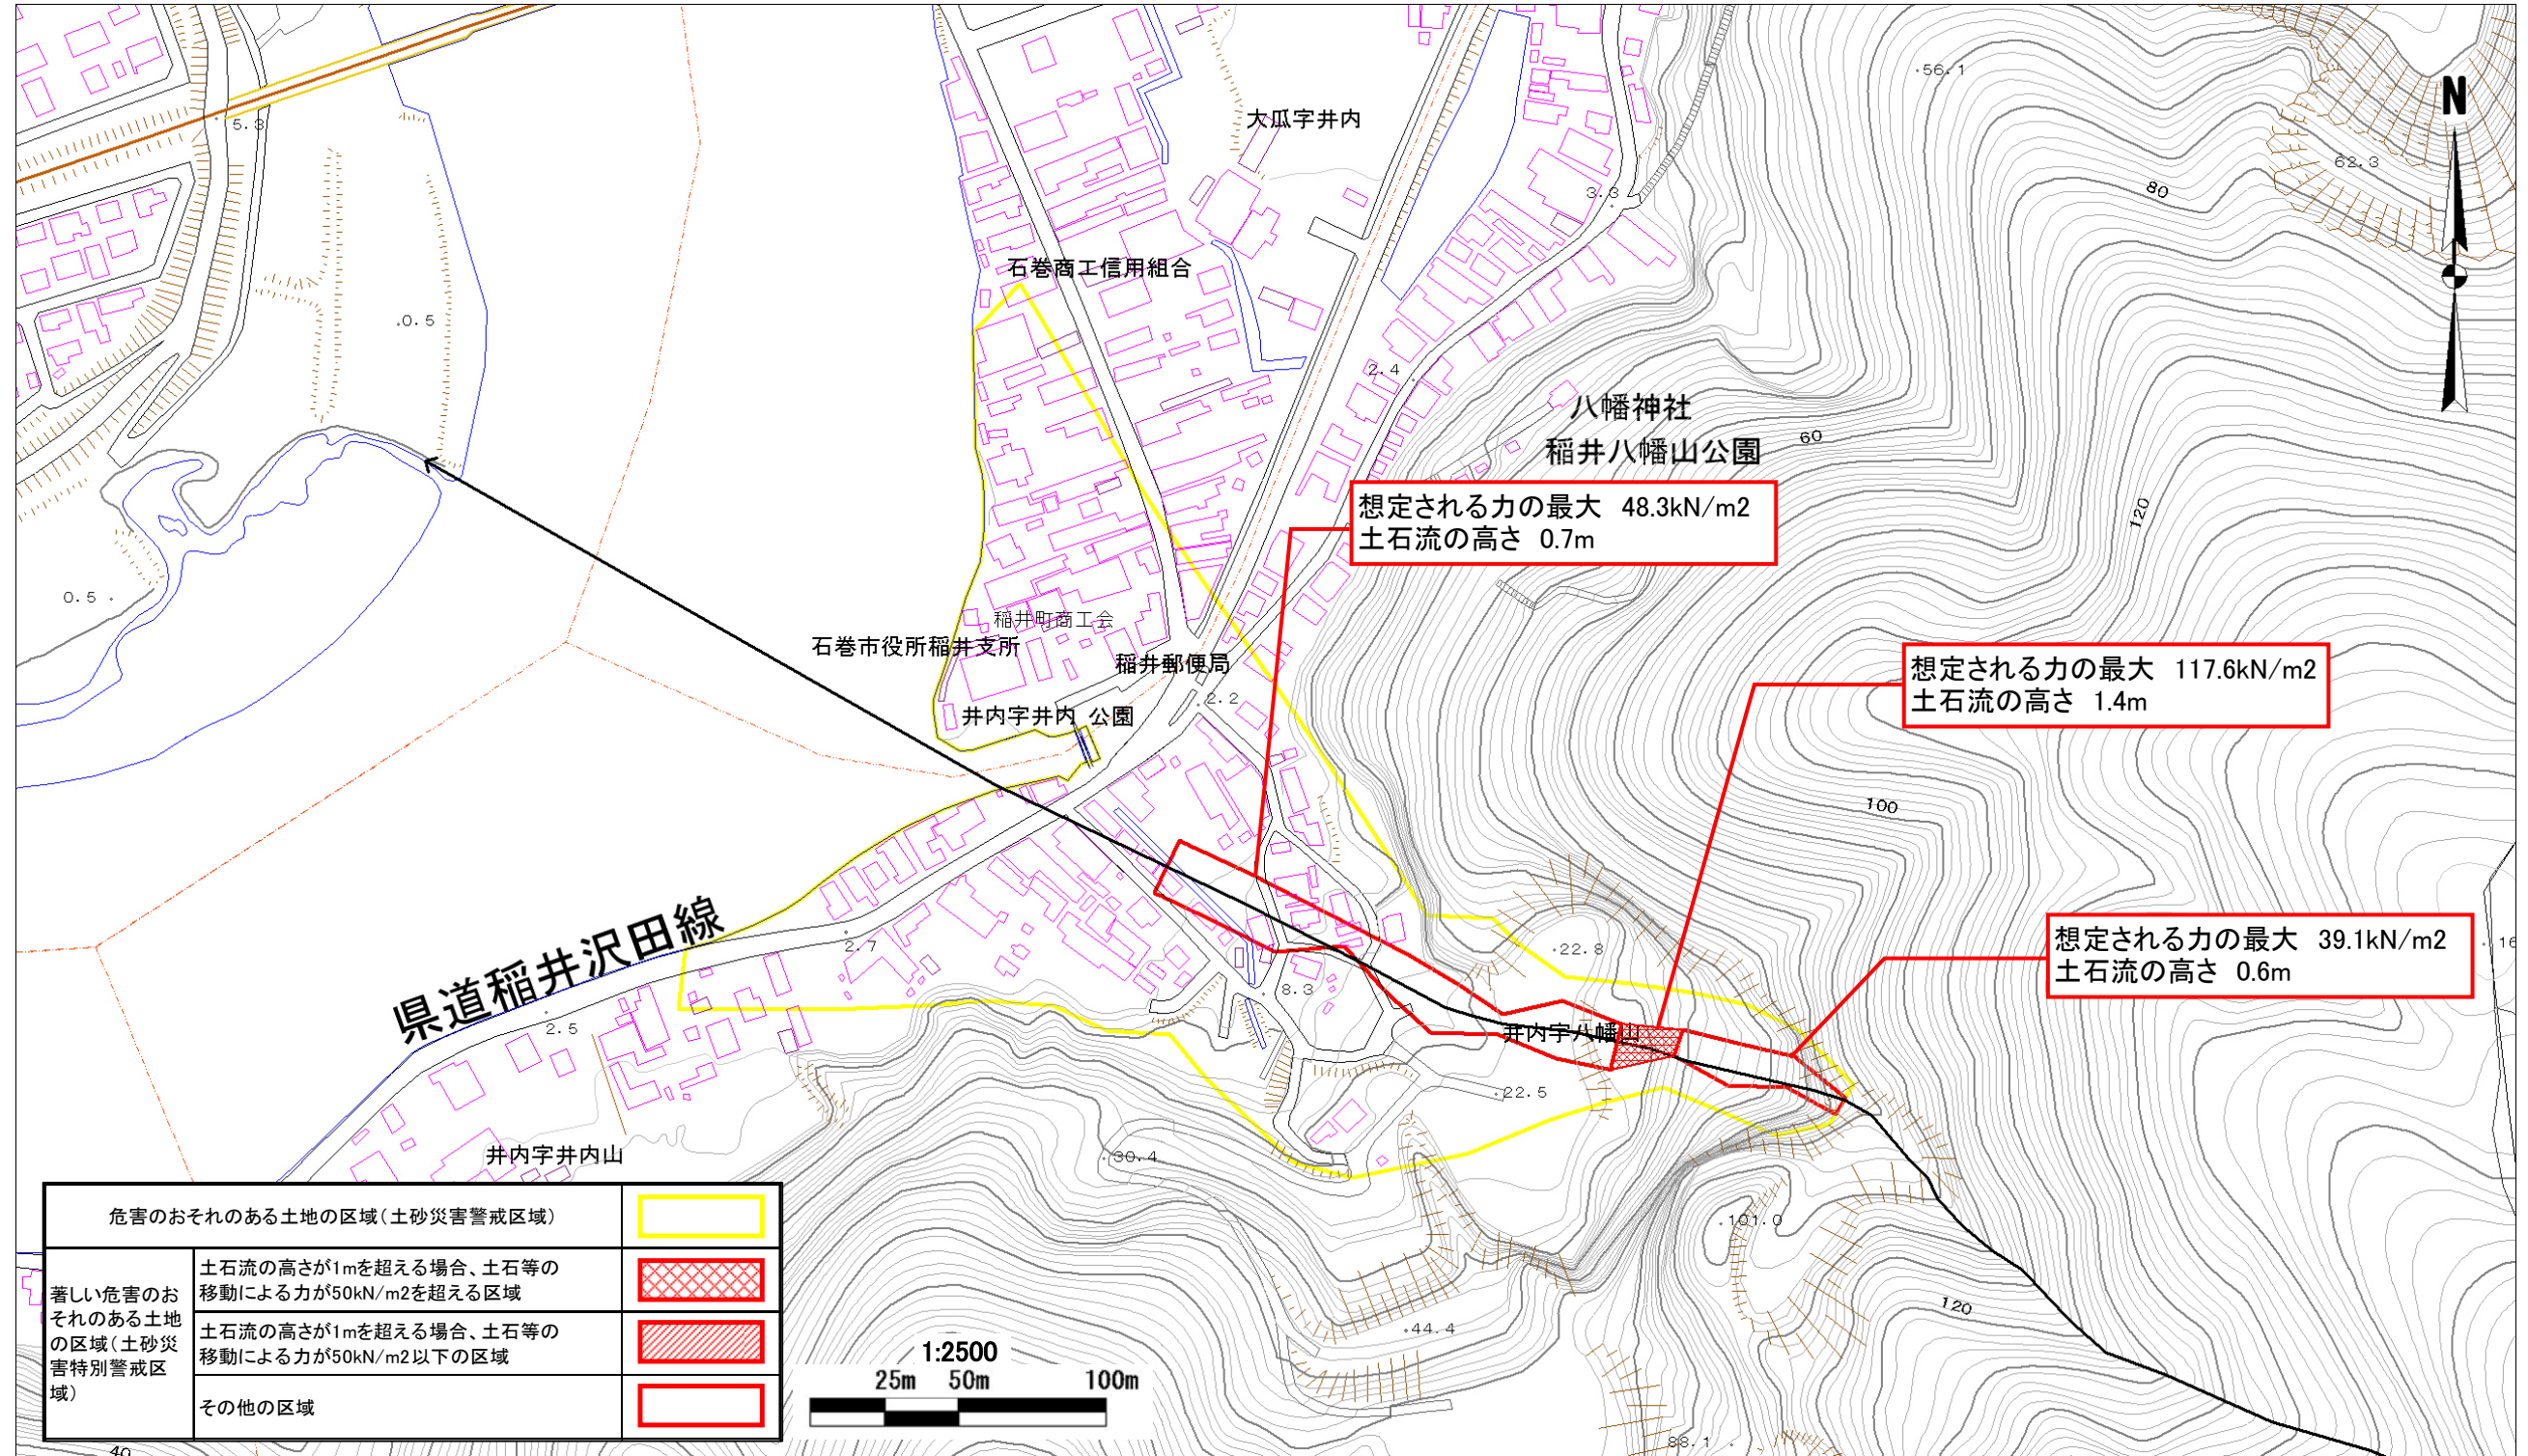 56.1
N
5.3
大瓜字井内
62.3
80
3.3
石巻商工信用組合
.0.5
2.4
八幡神社
稲井八幡山公園
60
想定される力の最大 48.3kN/m2
土石流の高さ 0.7m
120
0.5
稲井町商工会
石巻市役所稲井支所
稲井郵便局
想定される力の最大 117.6kN/m2
土石流の高さ 1.4m
2.2
井内字井内 公園
100
県道稲井沢田線
2.7
22.8
想定される力の最大 39.1kN/m2
土石流の高さ 0.6m
16
8.3
2.5
井内字八幡山
22.5
井内字井内山
30.4
101.0
危害のおそれのある土地の区域(土砂災害警戒区域)
著しい危害のお
それのある土地
の区域(土砂災
害特別警戒区
域)
土石流の高さが1mを超える場合、土石等の
移動による力が50kN/m2を超える区域
土石流の高さが1mを超える場合、土石等の
移動による力が50kN/m2以下の区域
その他の区域
120
44.4
1:2500
25m 50m 100m
88.1
40